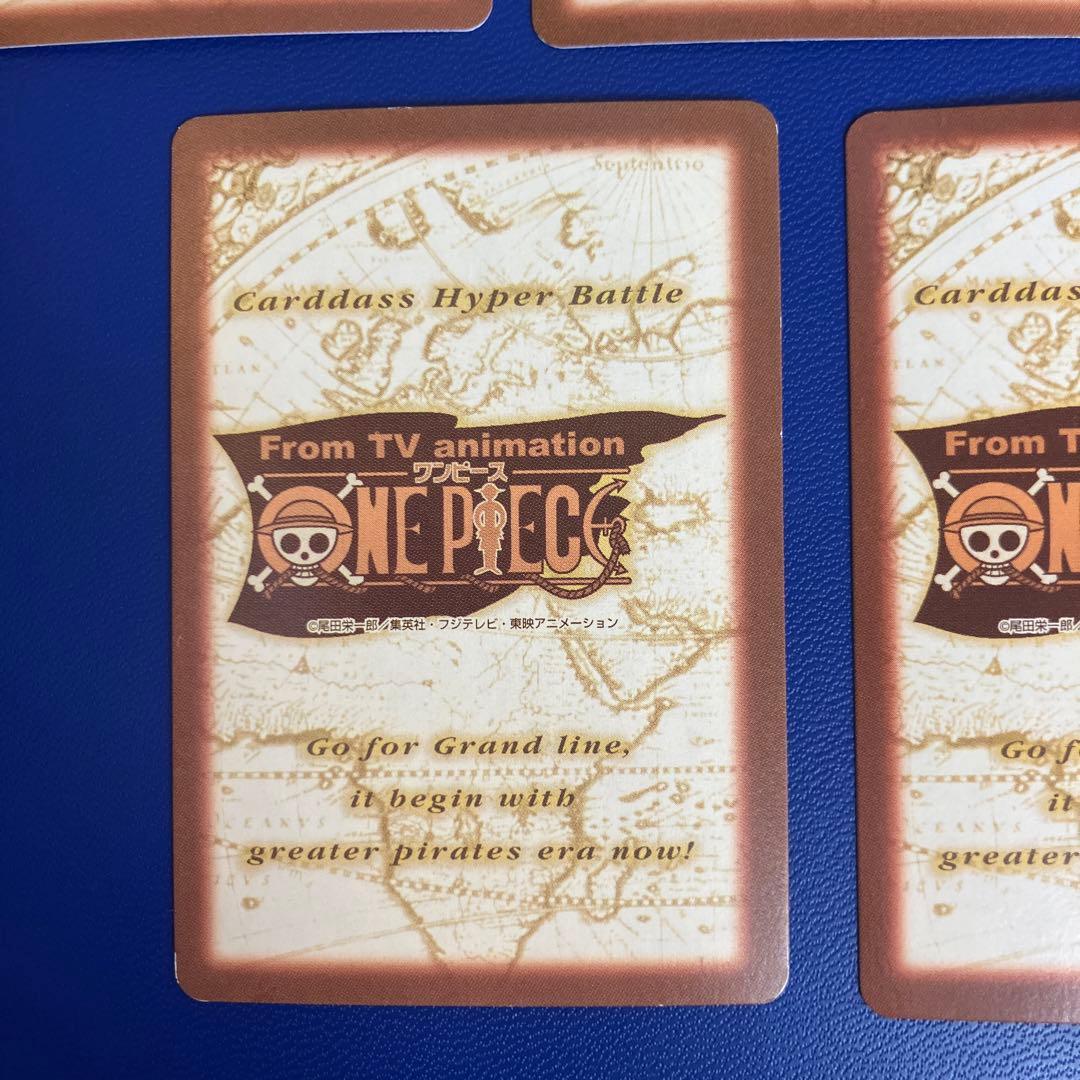 Septentrio
Carddass Hyper Battle
From TV animation
ワンピース
ONE PIECE
©尾田栄一郎／集英社・フジテレビ・東映アニメーション
Go for Grand line,
it begin with
greater pirates era now!
Carddas
From T
©尾田栄一郎／
Go f
it
greater